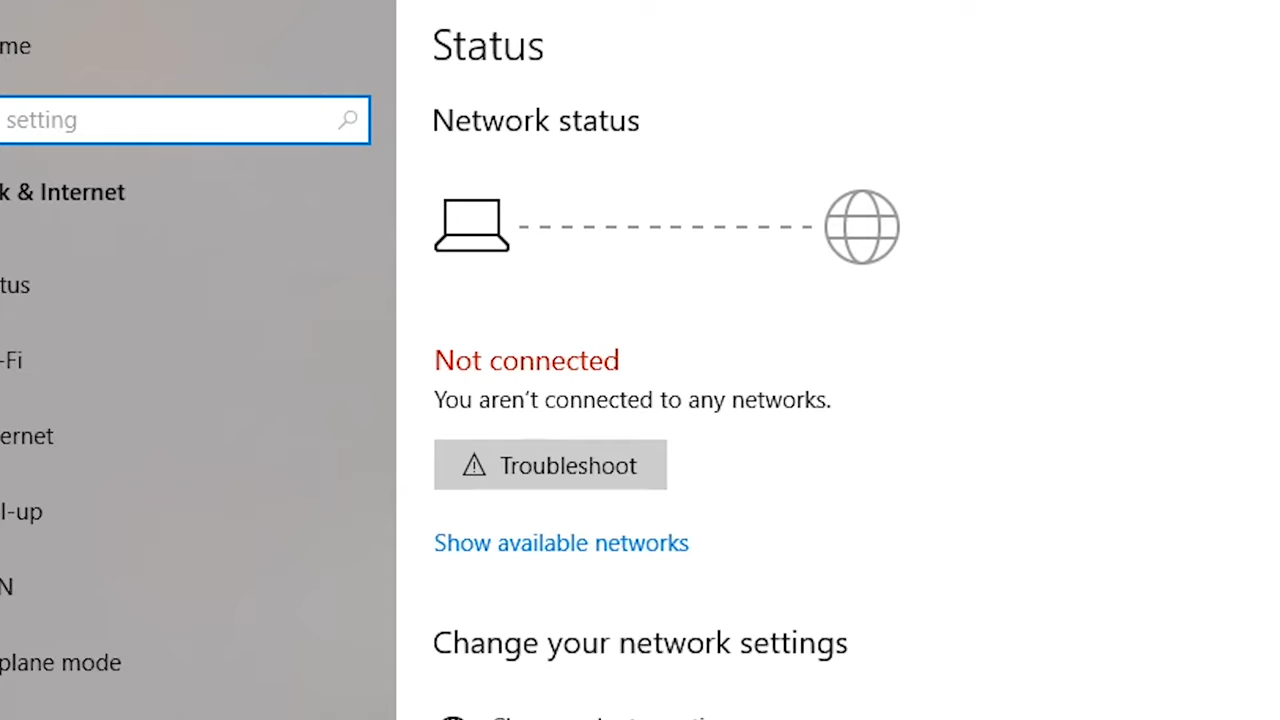 me
setting
k & Internet
tus
-Fi
ernet
l-up
N
plane mode
Status
Network status
Not connected
You aren't connected to any networks.
Troubleshoot
Show available networks
Change your network settings